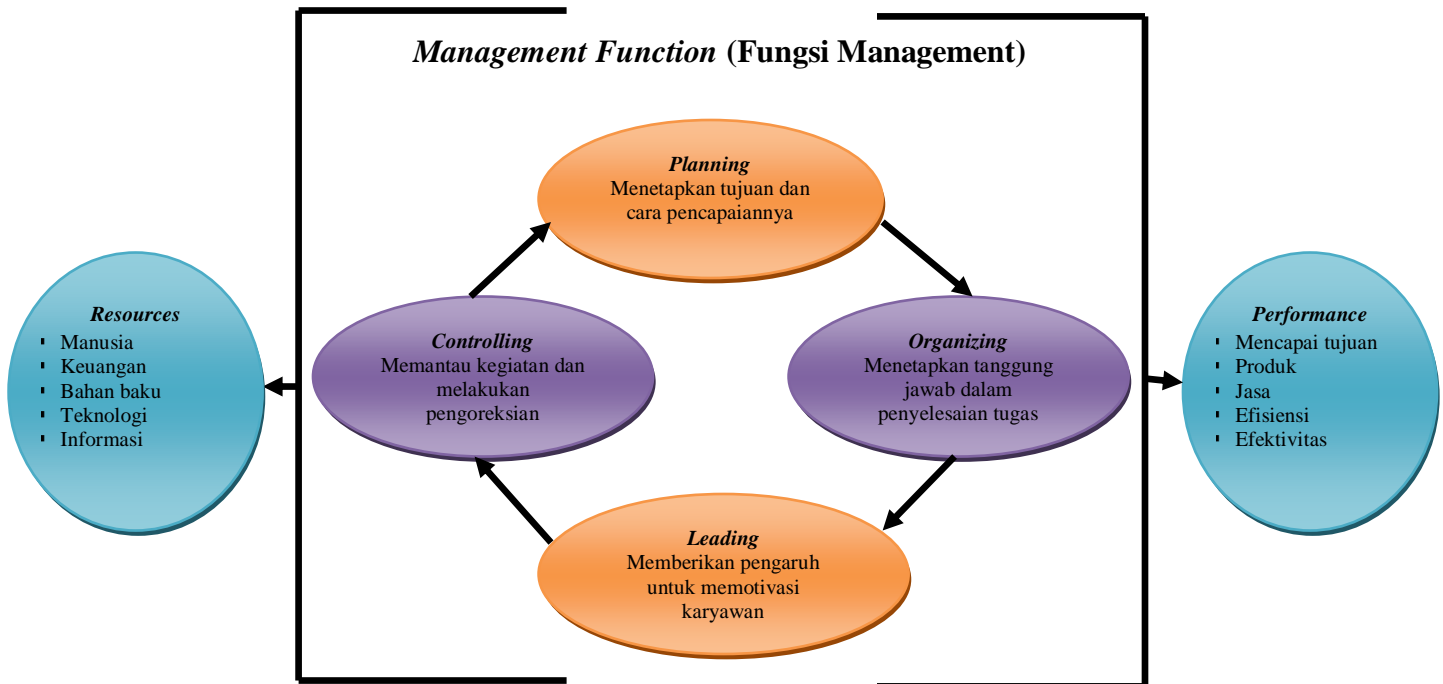 Management Function (Fungsi Management)
Planning
Menetapkan tujuan dan
cara pencapaiannya
Resources
▪ Manusia
▪ Keuangan
▪ Bahan baku
▪ Teknologi
▪ Informasi
Controlling
Memantau kegiatan dan
melakukan
pengoreksian
Organizing
Menetapkan tanggung
jawab dalam
penyelesaian tugas
Performance
▪ Mencapai tujuan
▪ Produk
▪ Jasa
▪ Efisiensi
▪ Efektivitas
Leading
Memberikan pengaruh
untuk memotivasi
karyawan